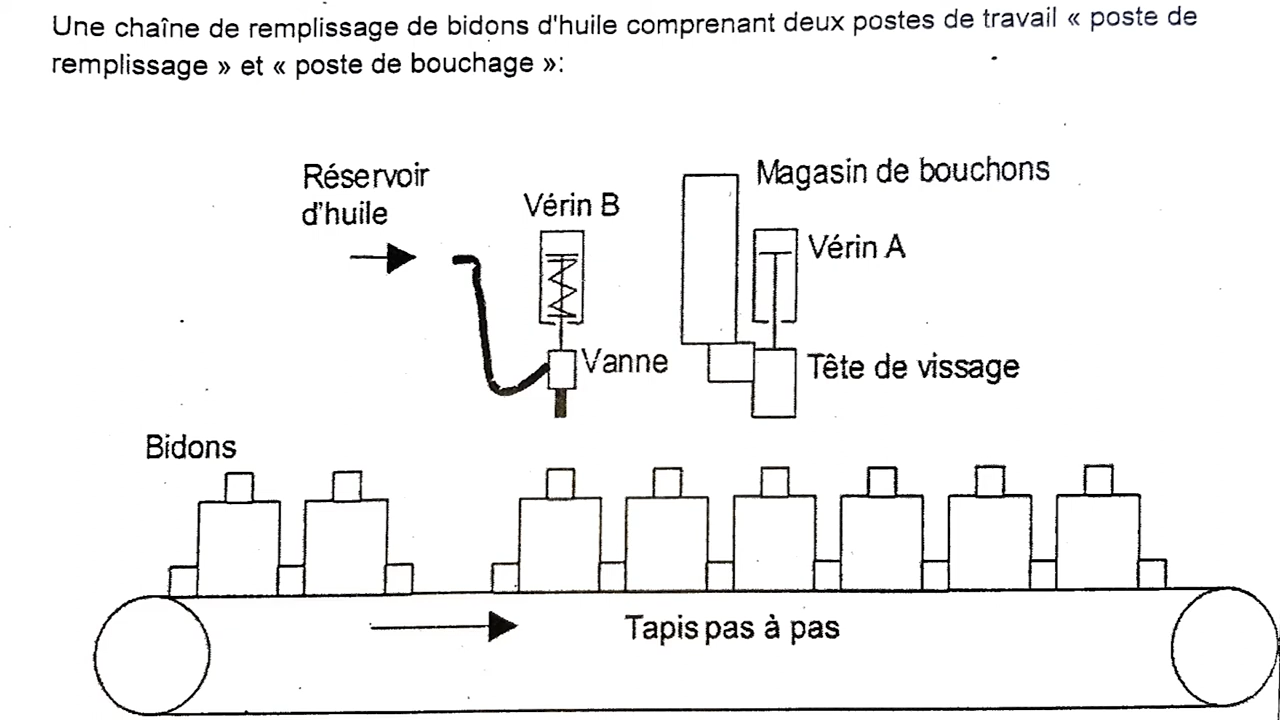 Une chaîne de remplissage de bidons d'huile comprenant deux postes de travail « poste de
remplissage » et « poste de bouchage »:
Réservoir
d'huile
Vérin B
Magasin de bouchons
Vérin A
Vanne
Tête de vissage
Bidons
Tapis pas à pas